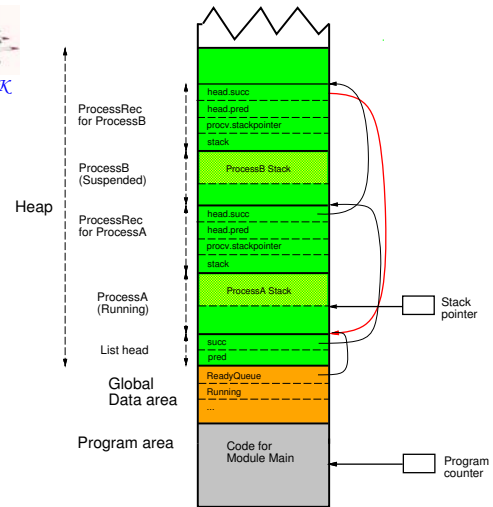 K
Heap
ProcessRec
for ProcessB
ProcessB
(Suspended)
ProcessRec
for ProcessA
ProcessA
(Running)
List head
Global
Data area
Program area
head.succ
head.pred
procv.stackpointer
stack
ProcessB Stack
head.succ
head.pred
procv.stackpointer
stack
ProcessA Stack
succ
pred
ReadyQueue
Running
...
Code for
Module Main
Stack
pointer
Program
counter